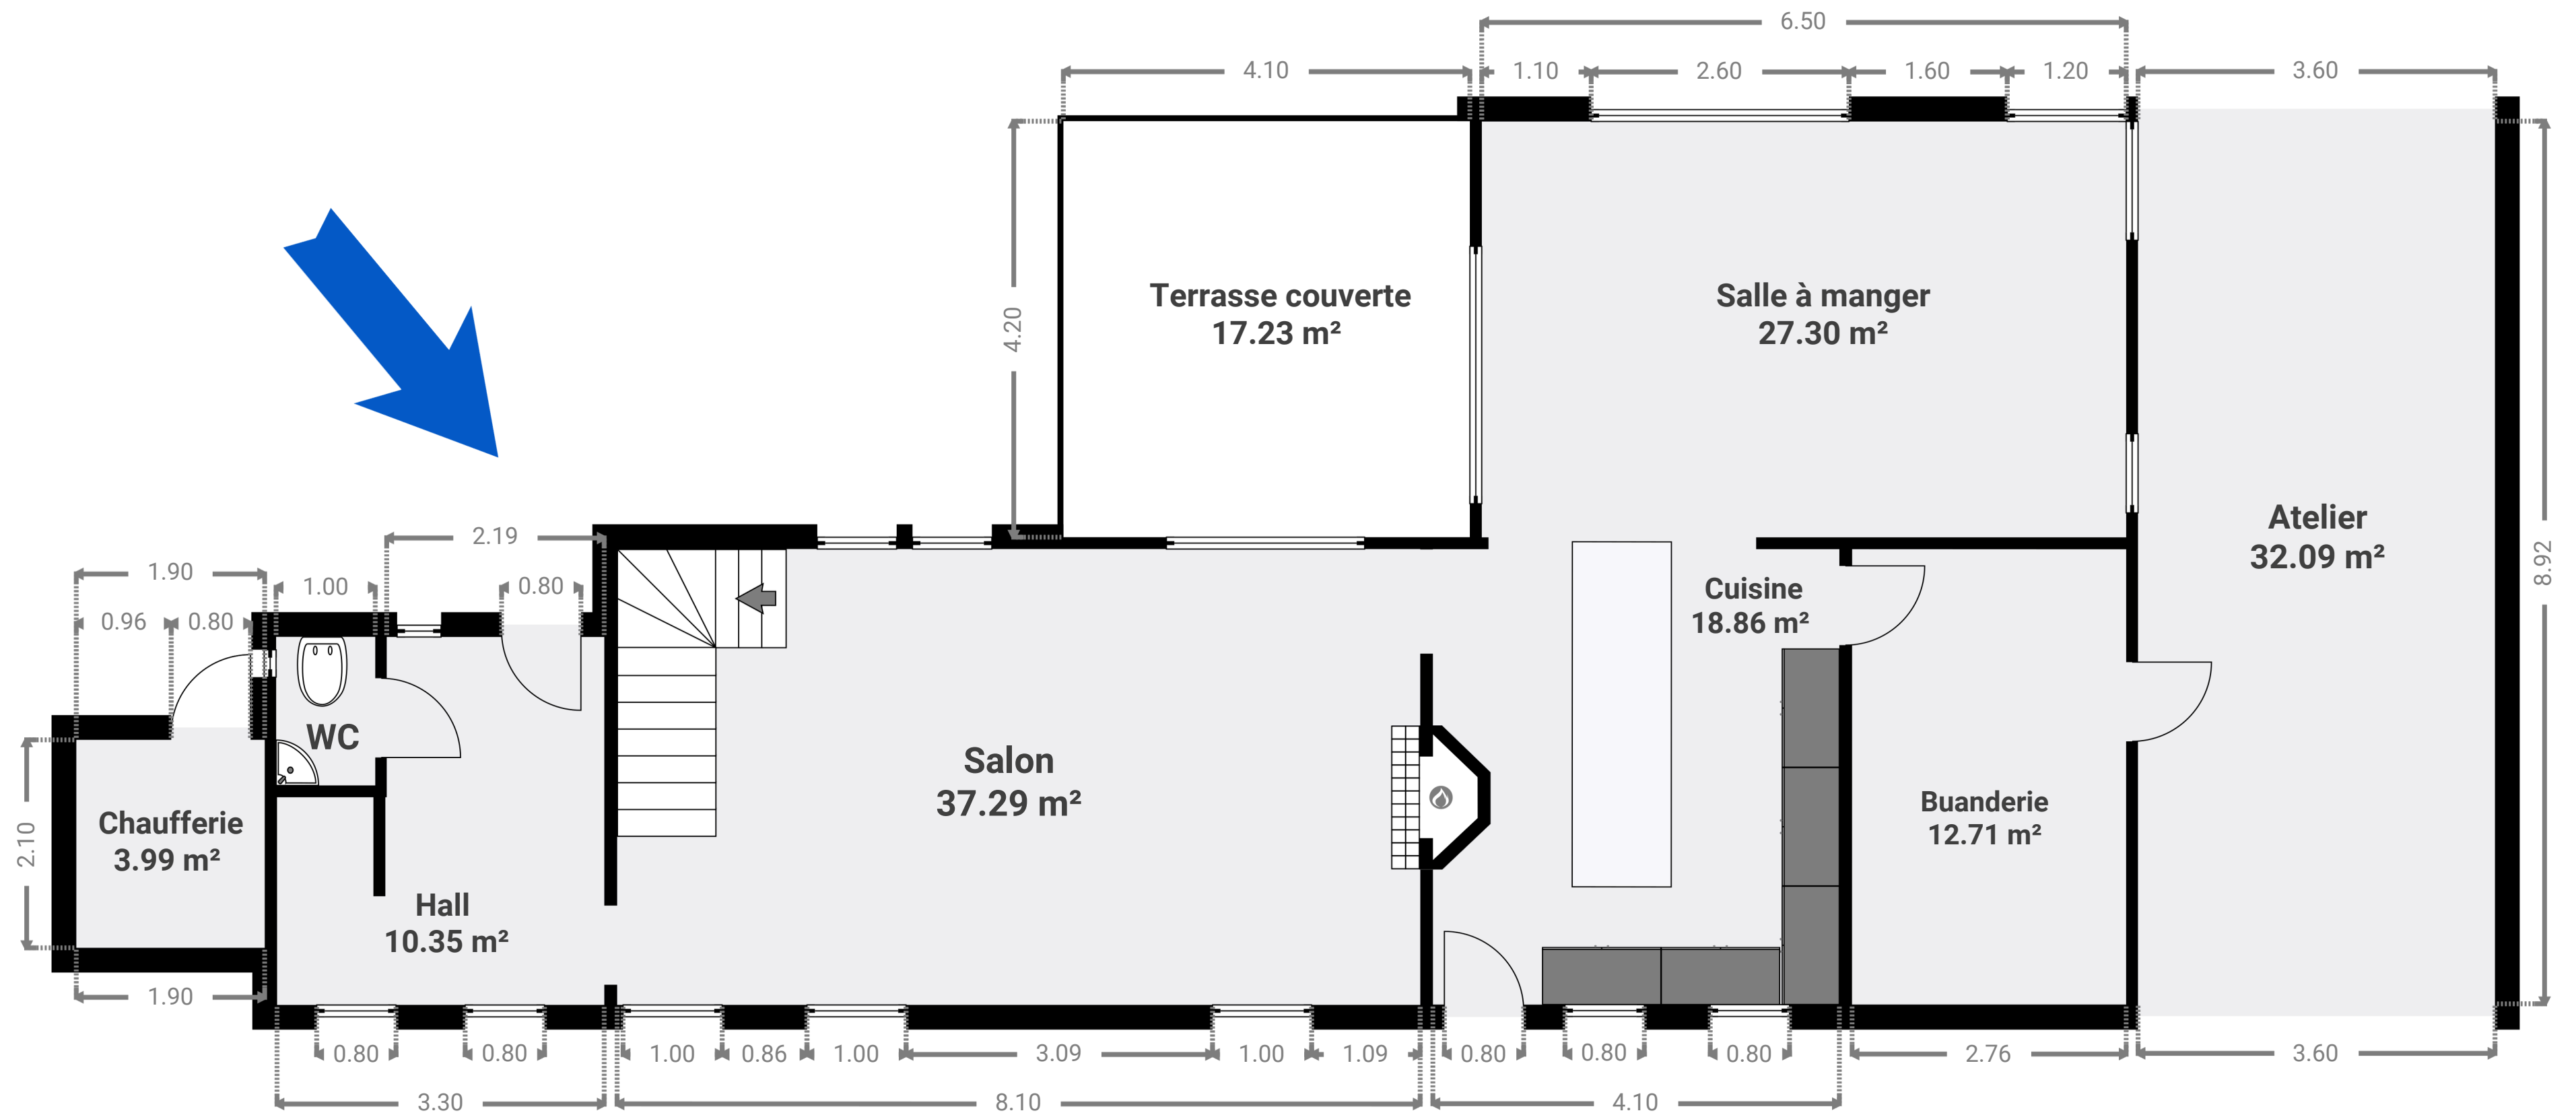 6.50
4.10
1.10
2.60
1.60
1.20
3.60
4.20
Terrasse couverte
17.23 m²
Salle à manger
27.30 m²
Atelier
32.09 m²
8.92
2.19
1.90
1.00
0.80
0.96
0.80
Cuisine
18.86 m²
WC
Salon
37.29 m²
Chaufferie
3.99 m²
2.10
Buanderie
12.71 m²
Hall
10.35 m²
1.90
0.80
0.80
1.00
0.86
1.00
3.09
1.00
1.09
0.80
0.80
0.80
2.76
3.60
3.30
8.10
4.10